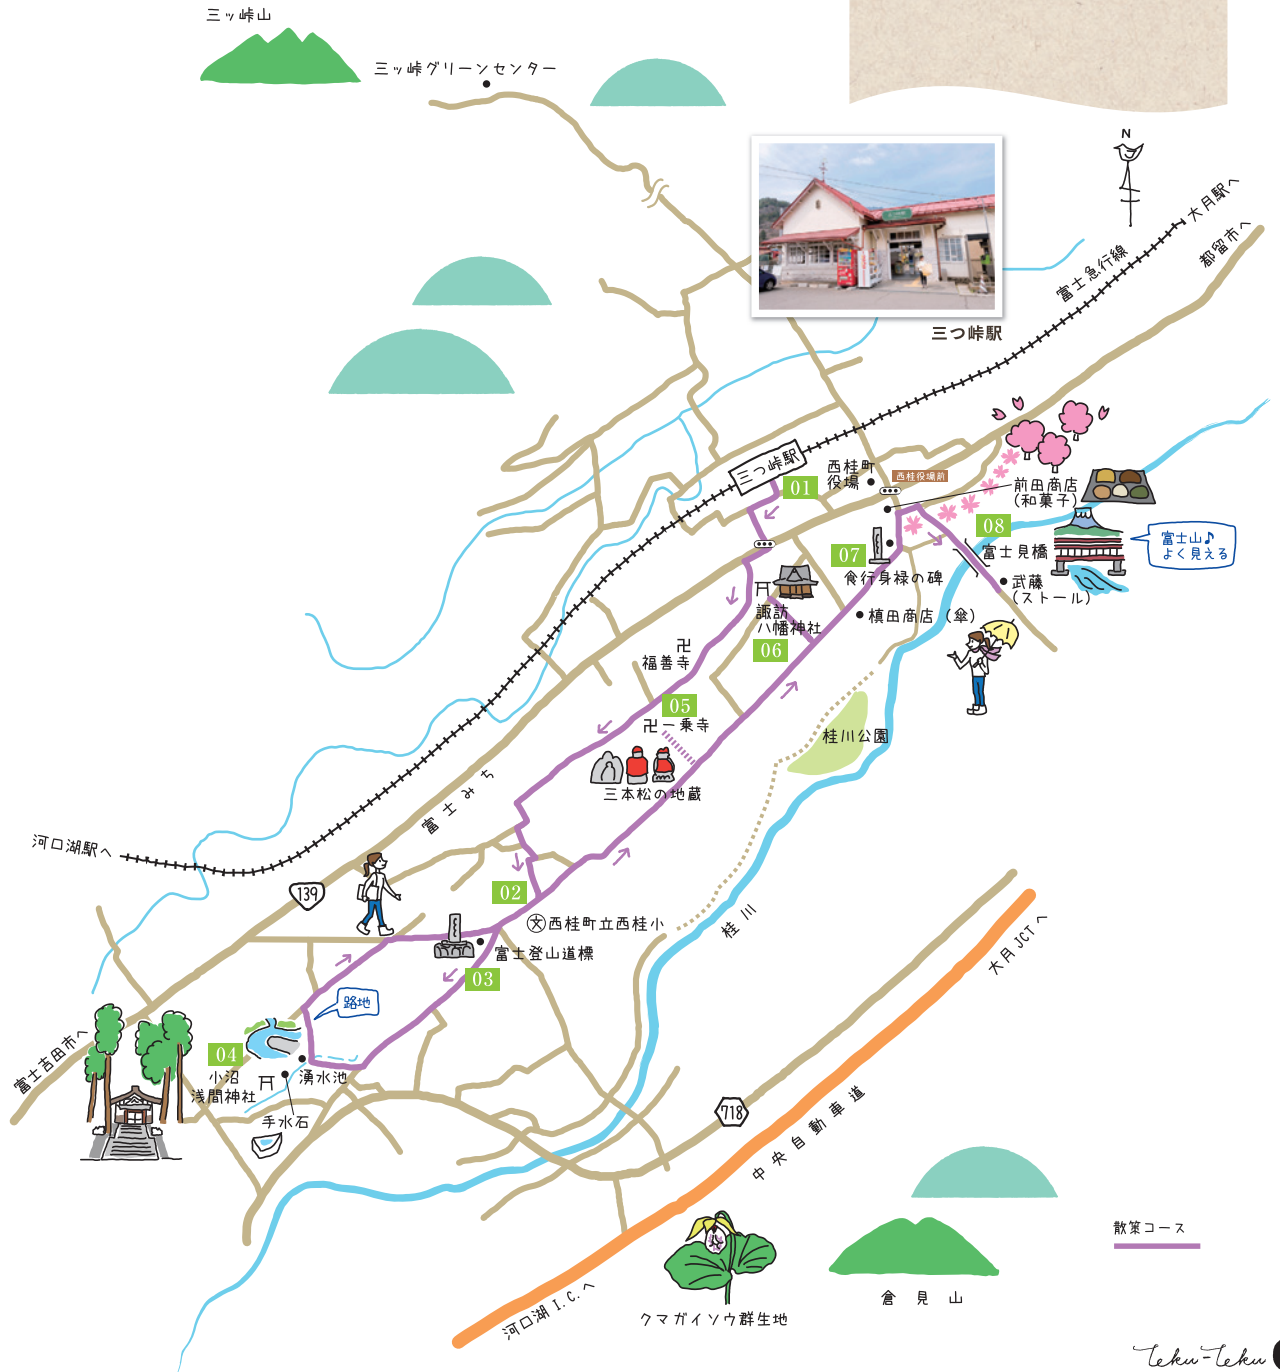 三ッ峠山
三ッ峠グリーンセンター
N
大月駅へ
都留市へ
富士急行線
三つ峠駅
三つ峠駅
01
西桂町
役場
西桂役場前
前田商店
(和菓子)
08
富士見橋
富士山♪
よく見える
武藤
(ストール)
07
食行身禄の碑
槙田商店(傘)
諏訪
八幡神社
06
卍
福善寺
05
卍一乗寺
三本松の地蔵
桂川公園
富士みち
河口湖駅へ
139
02
文西桂町立西桂小
富士登山道標
03
桂川
路地
04
小沼
浅間神社
湧水池
手水石
富士吉田市へ
大月JCTへ
718
中央自動車道
河口湖I.C.へ
クマガイソウ群生地
倉見山
散策コース
Teku-Teku